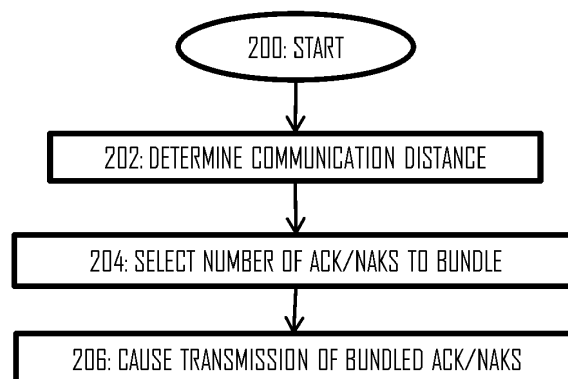 200: START
202: DETERMINE COMMUNICATION DISTANCE
204: SELECT NUMBER OF ACK/NAKS TO BUNDLE
206: CAUSE TRANSMISSION OF BUNDLED ACK/NAKS